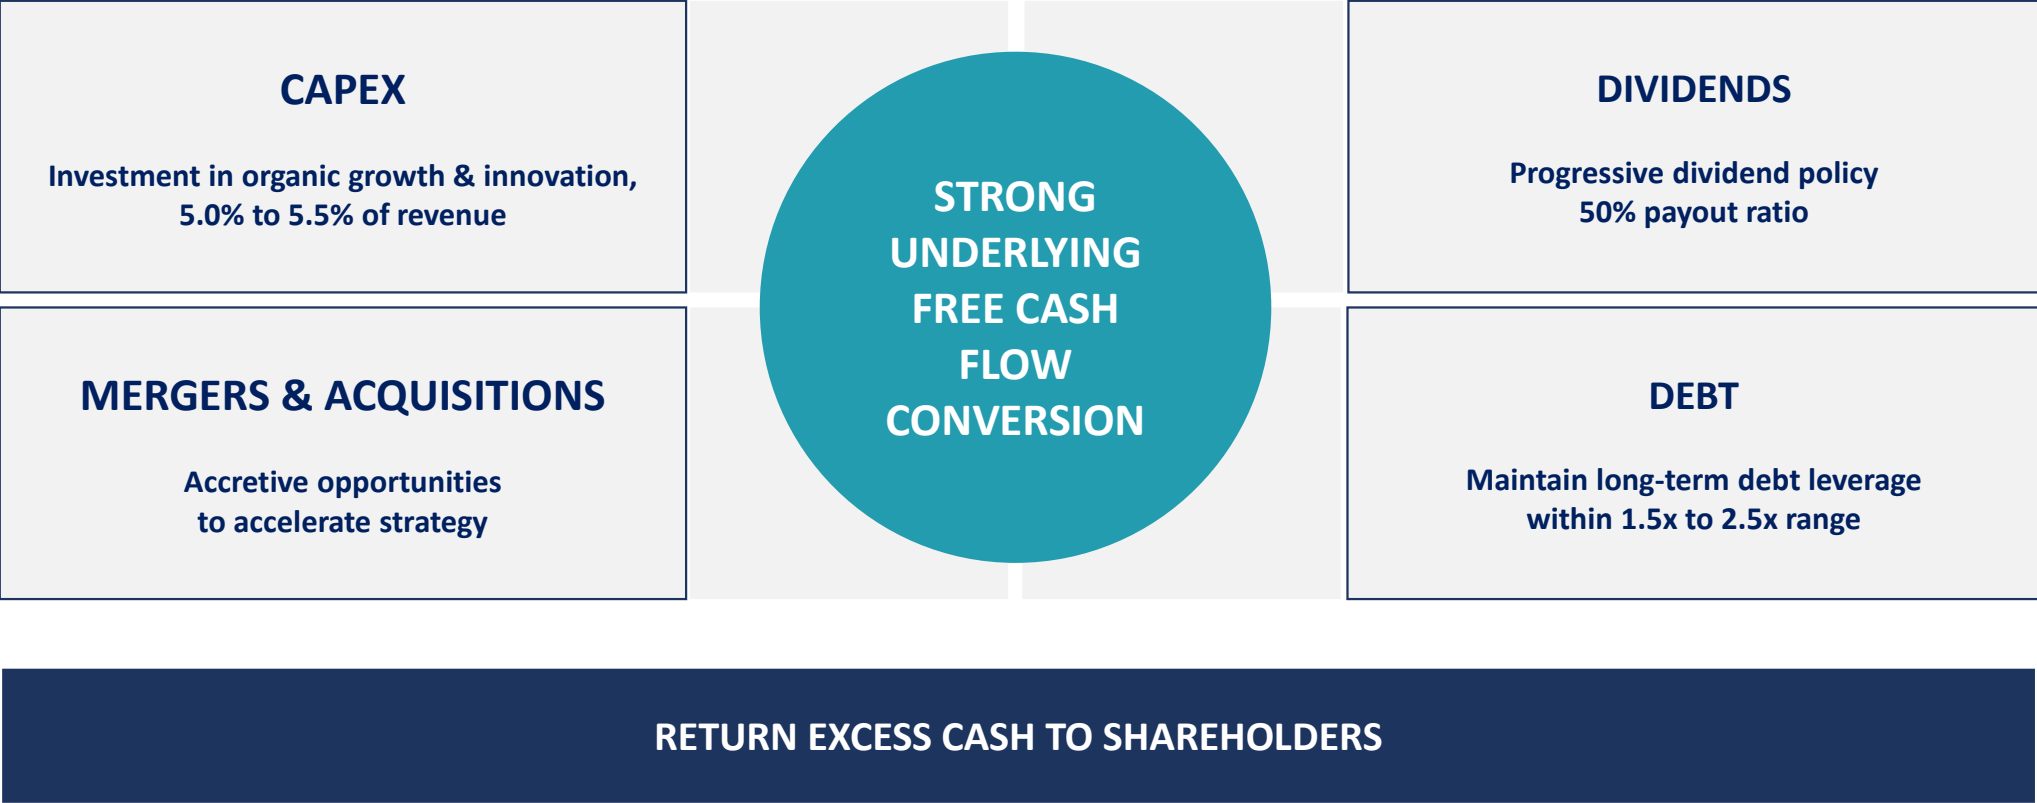 CAPEX
Investment in organic growth & innovation,
5.0% to 5.5% of revenue
MERGERS & ACQUISITIONS
Accretive opportunities
to accelerate strategy
STRONG
UNDERLYING
FREE CASH
FLOW
CONVERSION
DIVIDENDS
Progressive dividend policy
50% payout ratio
DEBT
Maintain long-term debt leverage
within 1.5x to 2.5x range
RETURN EXCESS CASH TO SHAREHOLDERS